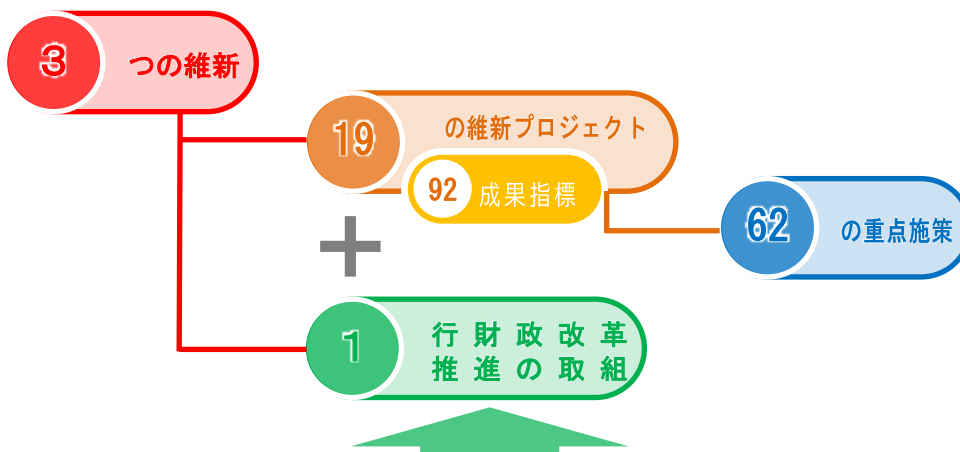 3 つの維新
19 の維新プロジェクト
92 成果指標
62 の重点施策
1 行財政改革
推進の取組